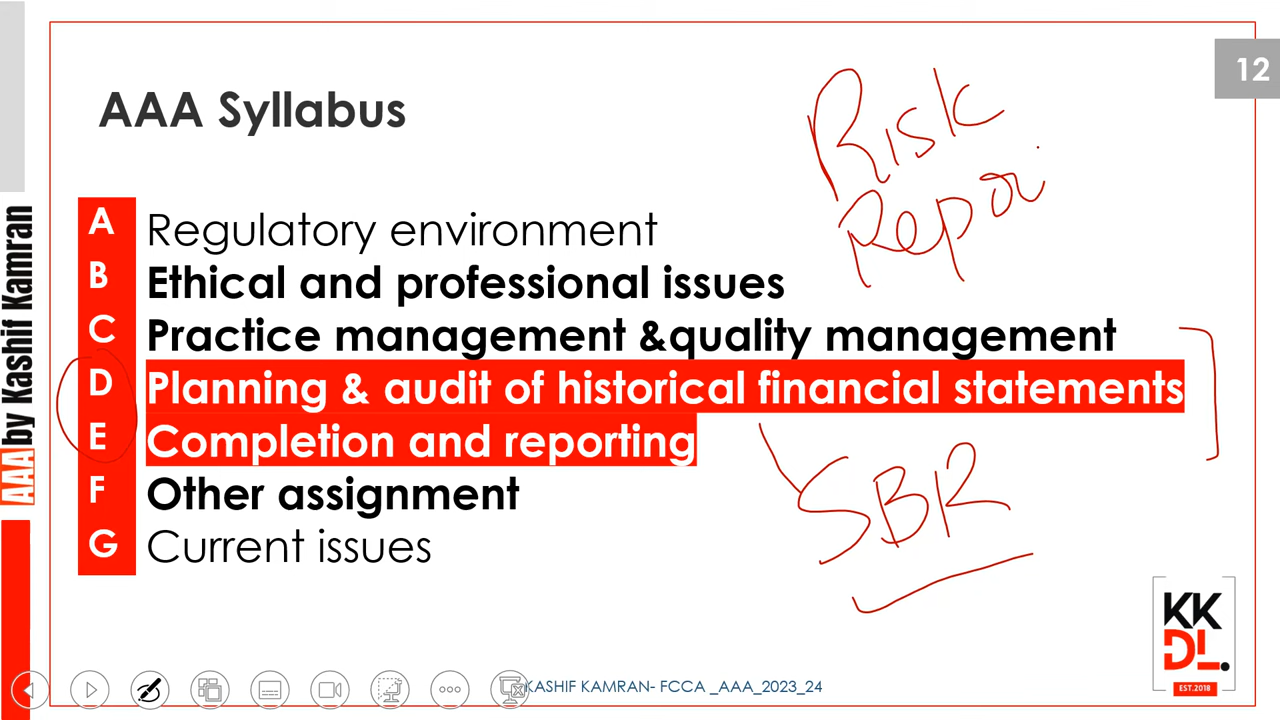 12
AAA Syllabus
Risk
Repor
AAA by Kashif Kamran
A Regulatory environment
B Ethical and professional issues
C Practice management &quality management
D Planning & audit of historical financial statements
E Completion and reporting
F Other assignment
G Current issues
SBR
KK
DL.
EST.2018
KASHIF KAMRAN- FCCA _AAA_2023_24